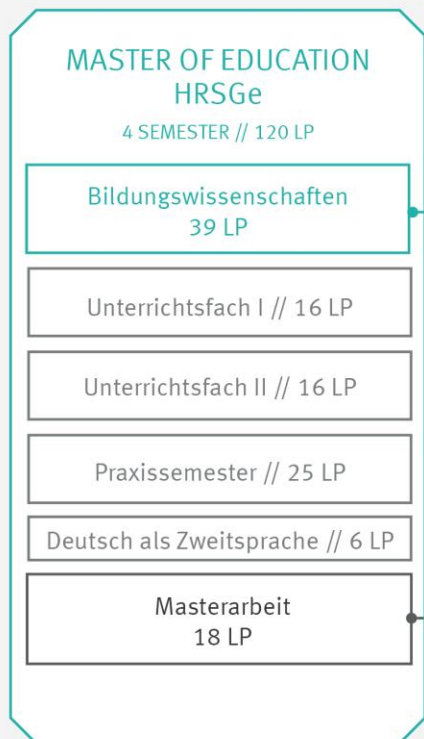 MASTER OF EDUCATION
HRSGe
4 SEMESTER // 120 LP
Bildungswissenschaften
39 LP
Unterrichtsfach I // 16 LP
Unterrichtsfach II // 16 LP
Praxissemester // 25 LP
Deutsch als Zweitsprache // 6 LP
Masterarbeit
18 LP